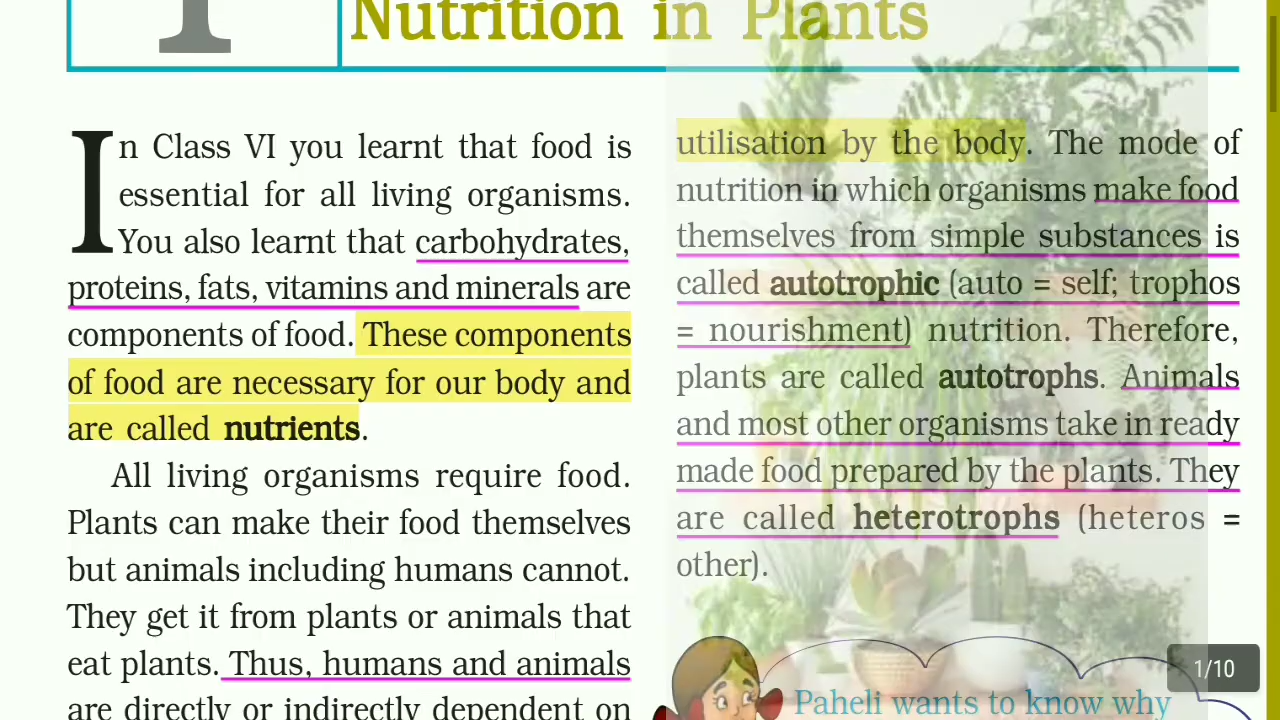 1
Nutrition in Plants
In Class VI you learnt that food is
essential for all living organisms.
You also learnt that carbohydrates,
proteins, fats, vitamins and minerals are
components of food. These components
of food are necessary for our body and
are called nutrients.
All living organisms require food.
Plants can make their food themselves
but animals including humans cannot.
They get it from plants or animals that
eat plants. Thus, humans and animals
are directly or indirectly dependent on
utilisation by the body. The mode of
nutrition in which organisms make food
themselves from simple substances is
called autotrophic (auto = self; trophos
= nourishment) nutrition. Therefore,
plants are called autotrophs. Animals
and most other organisms take in ready
made food prepared by the plants. They
are called heterotrophs (heteros =
other).
Paheli wants to know why
1/10